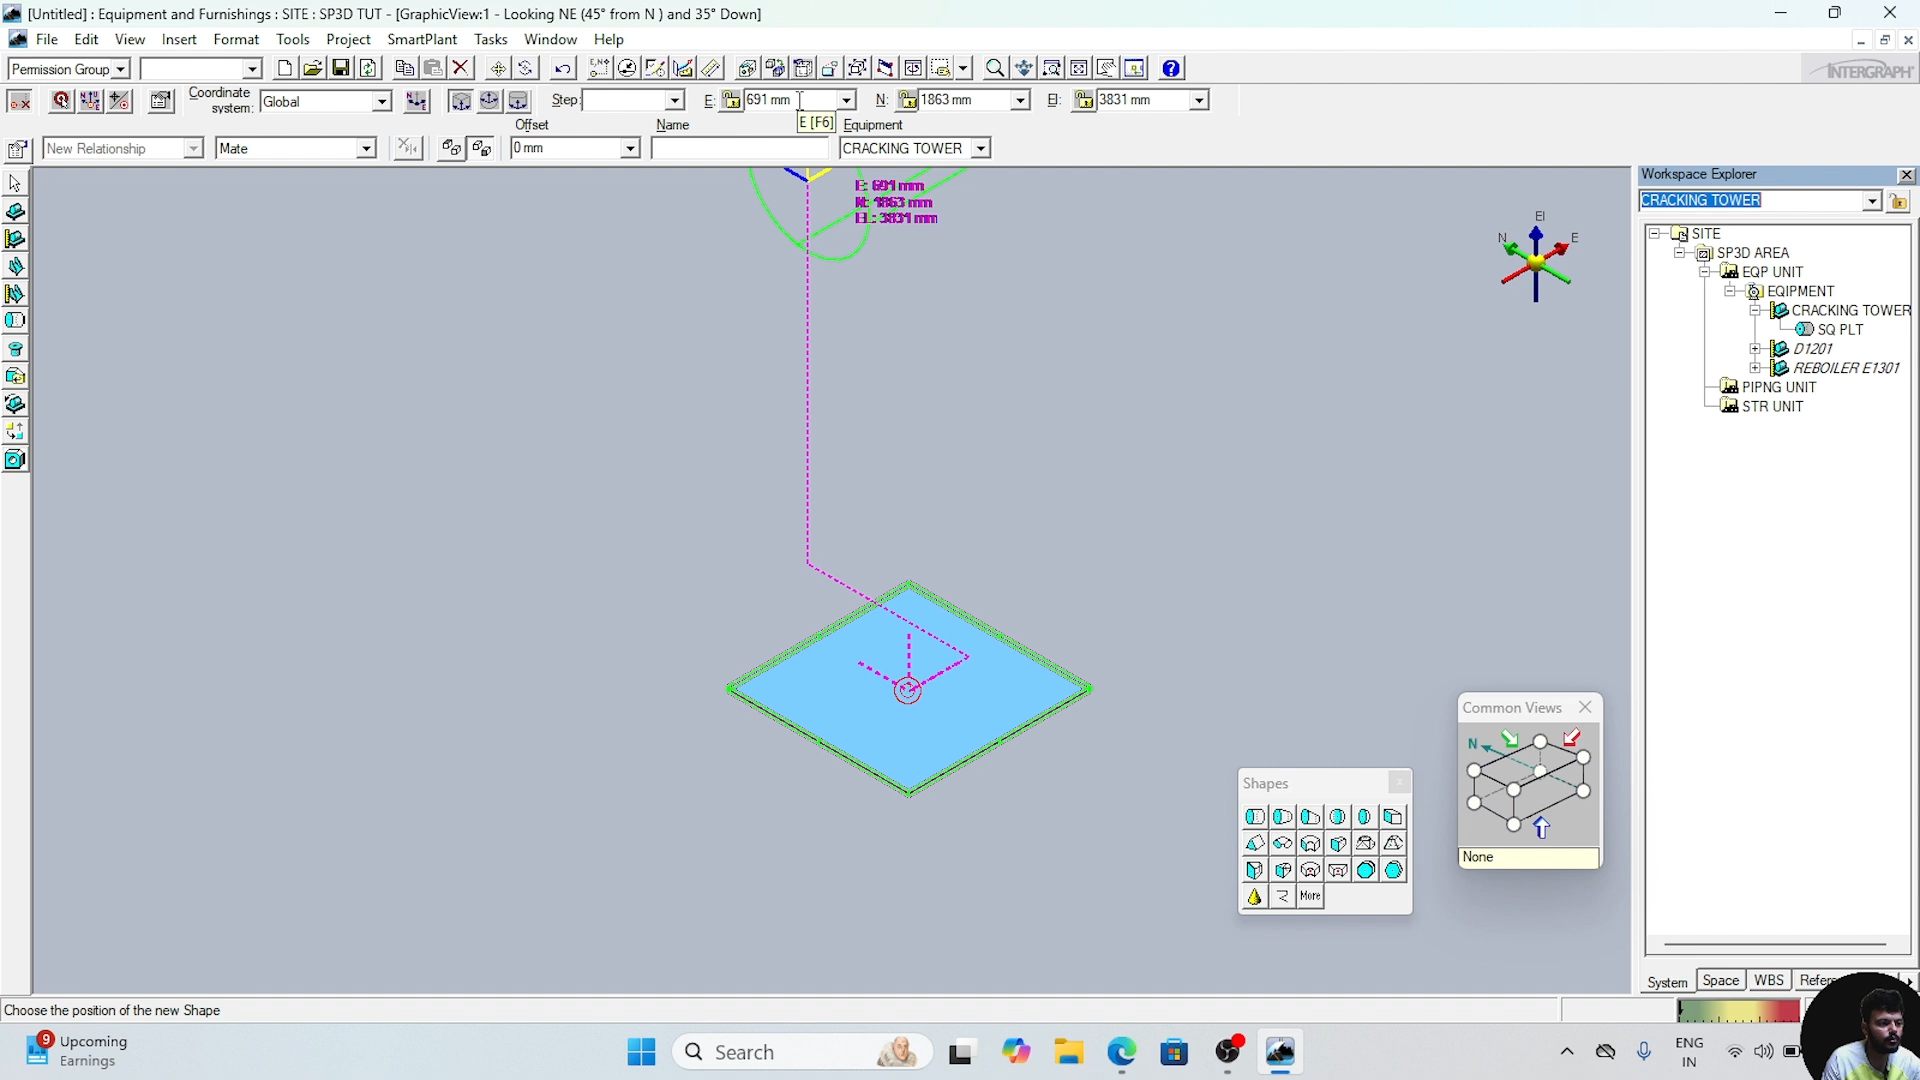 [Untitled] : Equipment and Furnishings : SITE : SP3D TUT - [GraphicView:1 - Looking NE (45° from N ) and 35° Down]
File Edit View Insert Format Tools Project SmartPlant Tasks Window Help
Permission Group
INTERGRAPH
Coordinate system: Global Step: E: 691 mm N: 1863 mm El: 3831 mm
E [F6]
Offset Name Equipment
New Relationship Mate 0 mm CRACKING TOWER
E: 691 mm
N: 1863 mm
EL: 3831 mm
El
N E
Workspace Explorer
CRACKING TOWER
SITE
SP3D AREA
EQP UNIT
EQIPMENT
CRACKING TOWER
SQ PLT
D1201
REBOILER E1301
PIPNG UNIT
STR UNIT
Common Views
N
None
Shapes
More
System Space WBS
Choose the position of the new Shape
9
Upcoming
Earnings
Search
ENG
IN